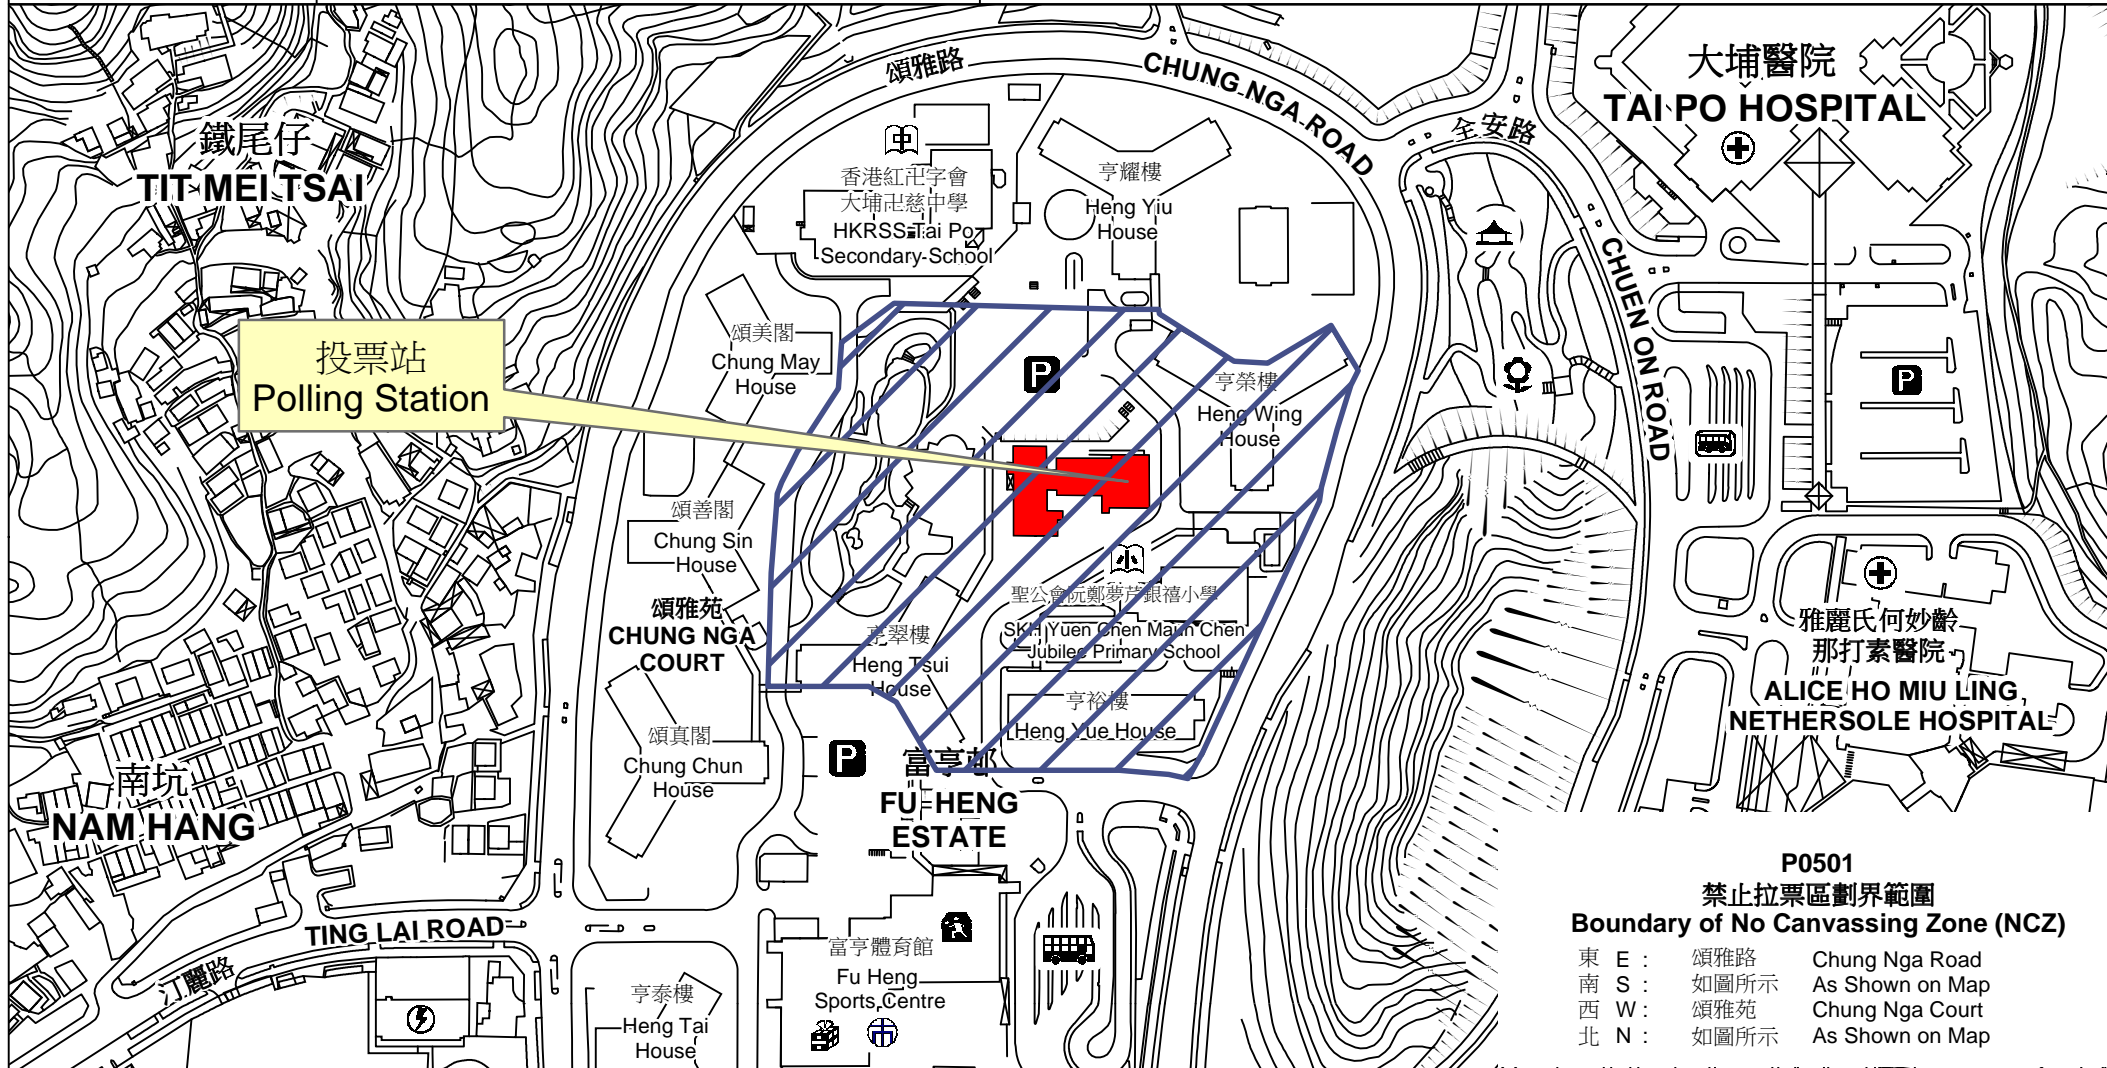 頌雅路
CHUNG NGA ROAD
大埔醫院
TAI PO HOSPITAL
全安路
鐵尾仔
TIT MEI TSAI
香港紅卍字會
大埔卍慈中學
HKRSS Tai Po
Secondary School
亨耀樓
Heng Yiu
House
CHUEN ON ROAD
投票站
Polling Station
頌美閣
Chung May
House
P
亨榮樓
Heng Wing
House
P
頌善閣
Chung Sin
House
頌雅苑
CHUNG NGA
COURT
聖公會阮鄭夢芹銀禧小學
SKH Yuen Chen Maun Chen
Jubilee Primary School
亨翠樓
Heng Tsui
House
亨裕樓
Heng Yue House
雅麗氏何妙齡
那打素醫院
ALICE HO MIU LING
NETHERSOLE HOSPITAL
頌真閣
Chung Chun
House
P
富亨邨
FU HENG
ESTATE
南坑
NAM HANG
TING LAI ROAD
汀麗路
富亨體育館
Fu Heng
Sports Centre
亨泰樓
Heng Tai
House
P0501
禁止拉票區劃界範圍
Boundary of No Canvassing Zone (NCZ)
東 E : 頌雅路 Chung Nga Road
南 S : 如圖所示 As Shown on Map
西 W : 頌雅苑 Chung Nga Court
北 N : 如圖所示 As Shown on Map